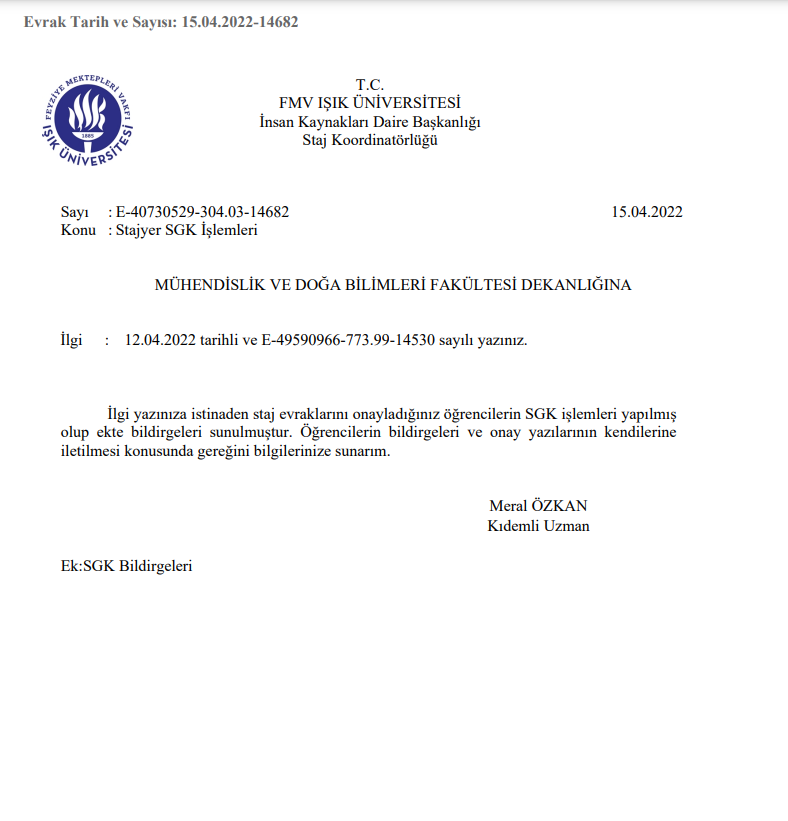 Evrak Tarih ve Sayısı: 15.04.2022-14682
FEYZİYE MEKTEPLERİ VAKFI
1885
IŞIK ÜNİVERSİTESİ
T.C.
FMV IŞIK ÜNİVERSİTESİ
İnsan Kaynakları Daire Başkanlığı
Staj Koordinatörlüğü
Sayı : E-40730529-304.03-14682 15.04.2022
Konu : Stajyer SGK İşlemleri
MÜHENDİSLİK VE DOĞA BİLİMLERİ FAKÜLTESİ DEKANLIĞINA
İlgi : 12.04.2022 tarihli ve E-49590966-773.99-14530 sayılı yazınız.
İlgi yazınıza istinaden staj evraklarını onayladığınız öğrencilerin SGK işlemleri yapılmış
olup ekte bildirgeleri sunulmuştur. Öğrencilerin bildirgeleri ve onay yazılarının kendilerine
iletilmesi konusunda gereğini bilgilerinize sunarım.
Meral ÖZKAN
Kıdemli Uzman
Ek:SGK Bildirgeleri